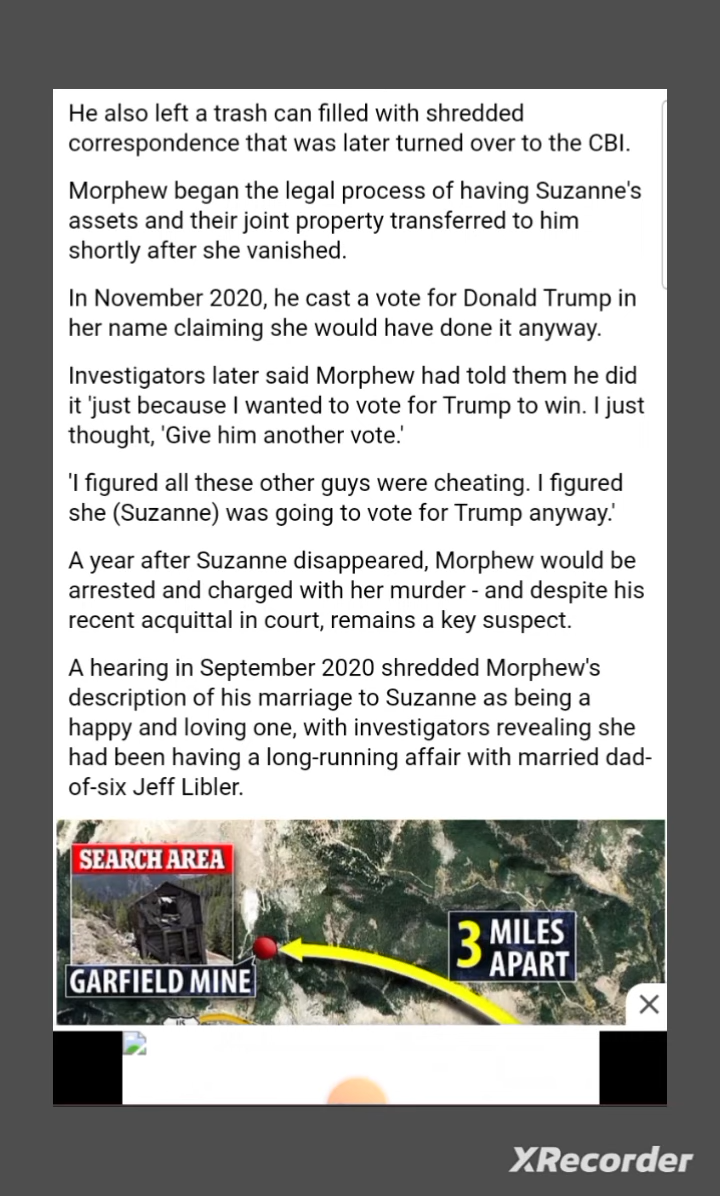 He also left a trash can filled with shredded
correspondence that was later turned over to the CBI.
Morphew began the legal process of having Suzanne's
assets and their joint property transferred to him
shortly after she vanished.
In November 2020, he cast a vote for Donald Trump in
her name claiming she would have done it anyway.
Investigators later said Morphew had told them he did
it 'just because I wanted to vote for Trump to win. I just
thought, 'Give him another vote.'
'I figured all these other guys were cheating. I figured
she (Suzanne) was going to vote for Trump anyway.'
A year after Suzanne disappeared, Morphew would be
arrested and charged with her murder - and despite his
recent acquittal in court, remains a key suspect.
A hearing in September 2020 shredded Morphew's
description of his marriage to Suzanne as being a
happy and loving one, with investigators revealing she
had been having a long-running affair with married dad-
of-six Jeff Libler.
SEARCH AREA
GARFIELD MINE
3 MILES
APART
XRecorder